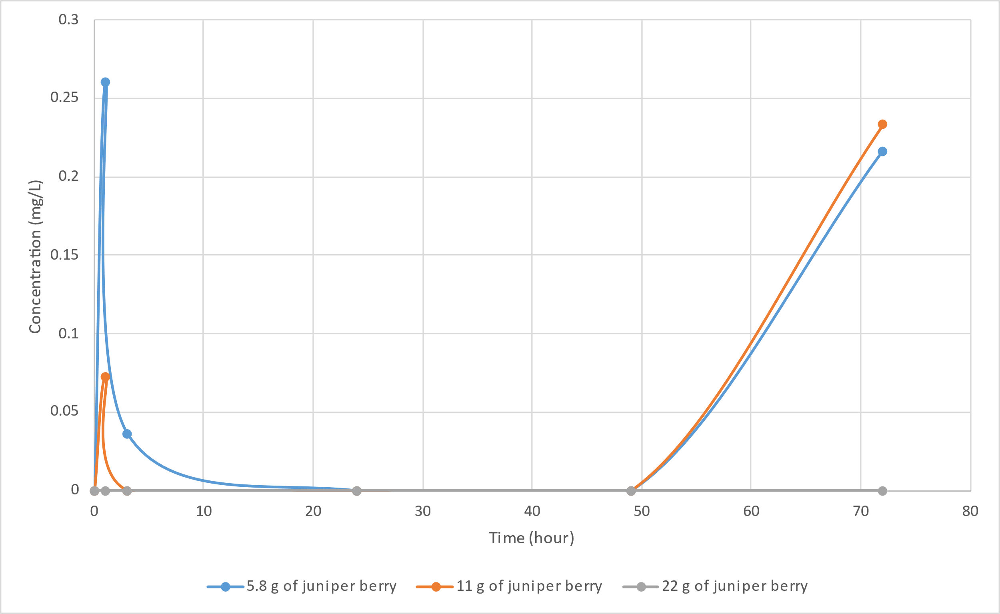 0.3
0.25
0.2
0.15
0.1
0.05
0
Concentration (mg/L)
0 10 20 30 40 50 60 70 80
Time (hour)
5.8 g of juniper berry 11 g of juniper berry 22 g of juniper berry